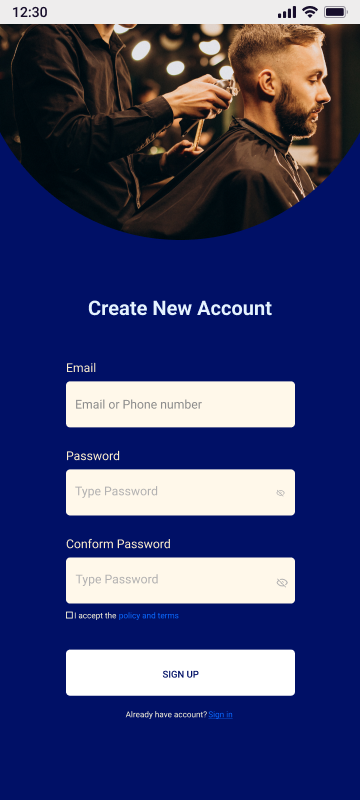 12:30
Create New Account
Email
Email or Phone number
Password
Type Password
Conform Password
Type Password
I accept the policy and terms
SIGN UP
Already have account? Sign in